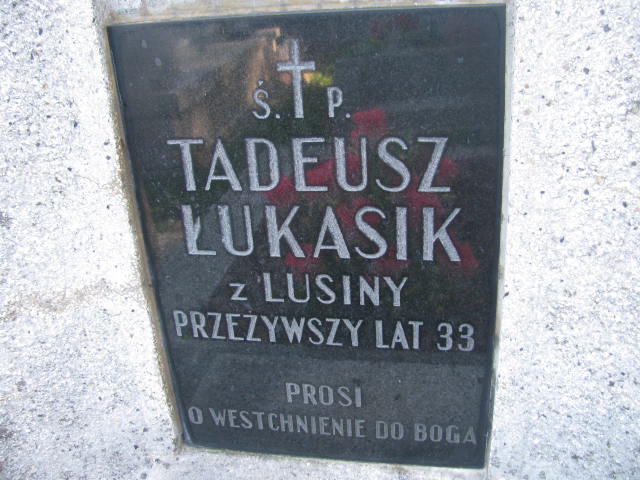 Ś. P.
TADEUSZ
ŁUKASIK
z LUSINY
PRZEŻYWSZY LAT 33
PROSI
O WESTCHNIENIE DO BOGA